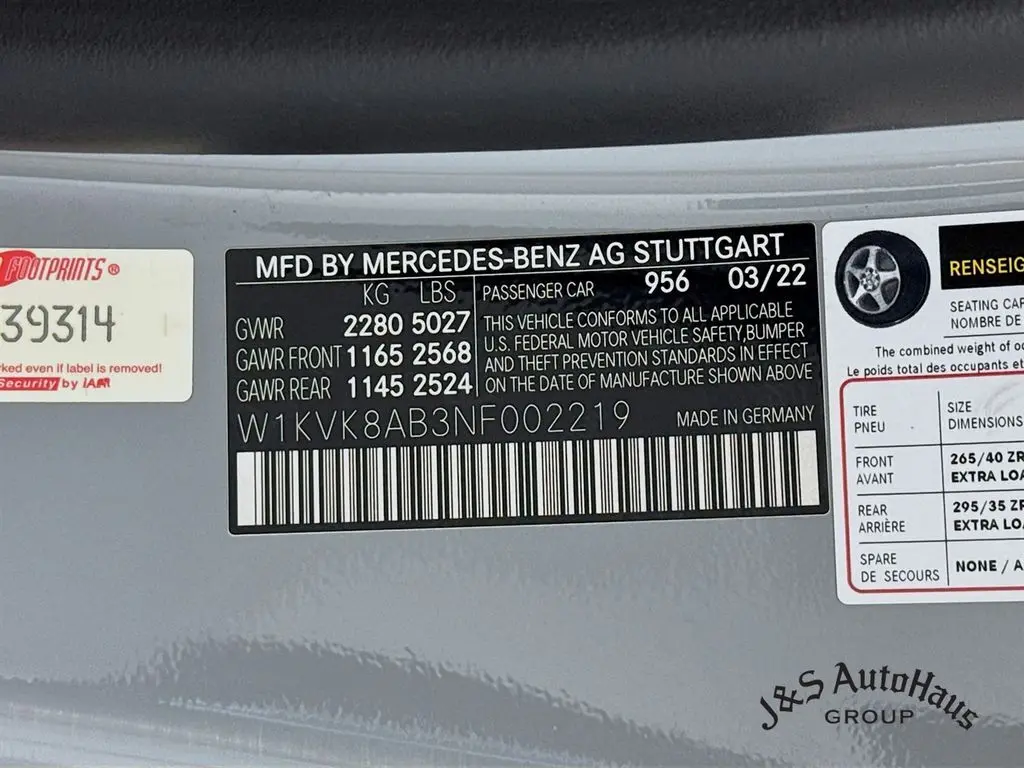 FOOTPRINTS®
39314
rked even if label is removed!
Security by IAM
MFD BY MERCEDES-BENZ AG STUTTGART
KG LBS
GVWR 2280 5027
GAWR FRONT 1165 2568
GAWR REAR 1145 2524
PASSENGER CAR 956 03/22
THIS VEHICLE CONFORMS TO ALL APPLICABLE
U.S. FEDERAL MOTOR VEHICLE SAFETY,BUMPER
AND THEFT PREVENTION STANDARDS IN EFFECT
ON THE DATE OF MANUFACTURE SHOWN ABOVE
W1KVK8AB3NF002219 MADE IN GERMANY
RENSEIG
SEATING CAP
NOMBRE DE
The combined weight of oc
Le poids total des occupants et
TIRE SIZE
PNEU DIMENSIONS
FRONT 265/40 ZR
AVANT EXTRA LOA
REAR 295/35 ZR
ARRIÈRE EXTRA LOA
SPARE NONE / A
DE SECOURS
J&S AutoHaus
GROUP